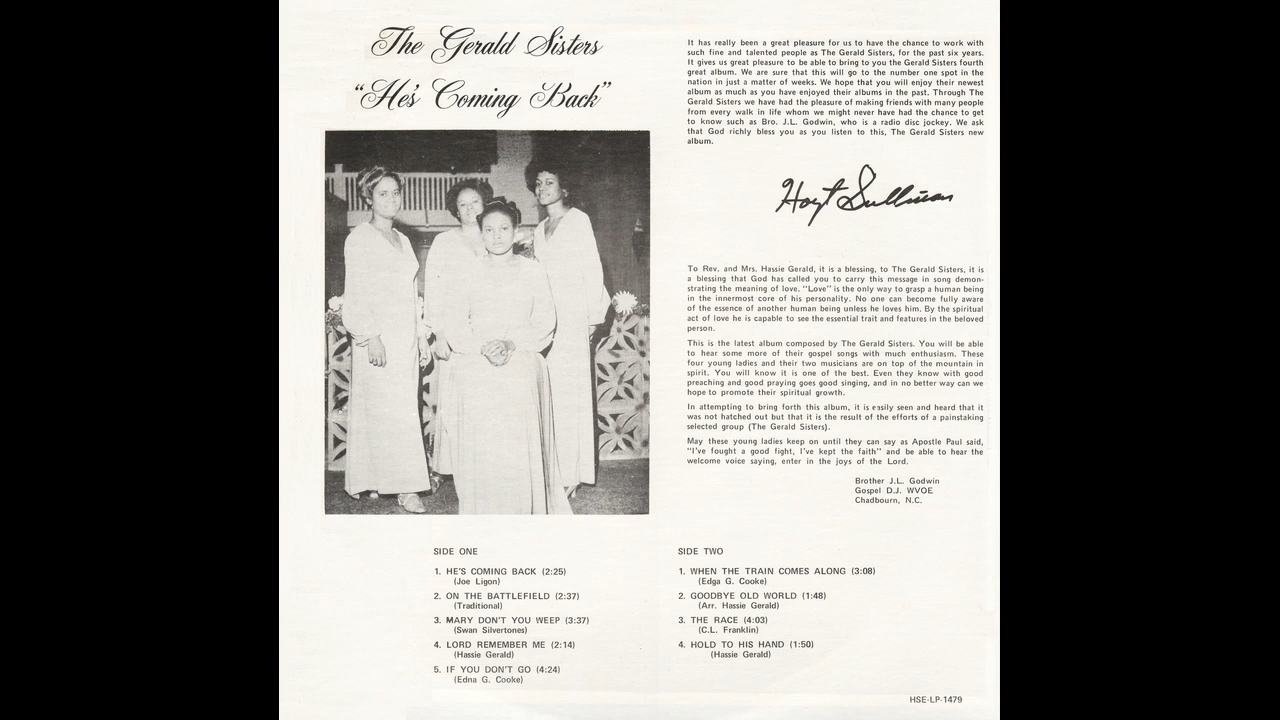 The Gerald Sisters
"He's Coming Back"
It has really been a great pleasure for us to have the chance to work with
such fine and talented people as The Gerald Sisters, for the past six years.
It gives us great pleasure to be able to bring to you the Gerald Sisters fourth
great album. We are sure that this will go to the number one spot in the
nation in just a matter of weeks. We hope that you will enjoy their newest
album as much as you have enjoyed their albums in the past. Through The
Gerald Sisters we have had the pleasure of making friends with many people
from every walk in life whom we might never have had the chance to get
to know such as Bro. J.L. Godwin, who is a radio disc jockey. We ask
that God richly bless you as you listen to this, The Gerald Sisters new
album.
Hoyt Sullivan
To Rev. and Mrs. Hassie Gerald, it is a blessing, to The Gerald Sisters, it is
a blessing that God has called you to carry this message in song demon-
strating the meaning of love. "Love" is the only way to grasp a human being
in the innermost core of his personality. No one can become fully aware
of the essence of another human being unless he loves him. By the spiritual
act of love he is capable to see the essential trait and features in the beloved
person.
This is the latest album composed by The Gerald Sisters. You will be able
to hear some more of their gospel songs with much enthusiasm. These
four young ladies and their two musicians are on top of the mountain in
spirit. You will know it is one of the best. Even they know with good
preaching and good praying goes good singing, and in no better way can we
hope to promote their spiritual growth.
In attempting to bring forth this album, it is easily seen and heard that it
was not hatched out but that it is the result of the efforts of a painstaking
selected group (The Gerald Sisters).
May these young ladies keep on until they can say as Apostle Paul said,
"I've fought a good fight, I've kept the faith" and be able to hear the
welcome voice saying, enter in the joys of the Lord.
Brother J.L. Godwin
Gospel D.J. WVOE
Chadbourn, N.C.
SIDE ONE
1. HE'S COMING BACK (2:25)
(Joe Ligon)
2. ON THE BATTLEFIELD (2:37)
(Traditional)
3. MARY DON'T YOU WEEP (3:37)
(Swan Silvertones)
4. LORD REMEMBER ME (2:14)
(Hassie Gerald)
5. IF YOU DON'T GO (4:24)
(Edna G. Cooke)
SIDE TWO
1. WHEN THE TRAIN COMES ALONG (3:08)
(Edga G. Cooke)
2. GOODBYE OLD WORLD (1:48)
(Arr. Hassie Gerald)
3. THE RACE (4:03)
(C.L. Franklin)
4. HOLD TO HIS HAND (1:50)
(Hassie Gerald)
HSE-LP-1479